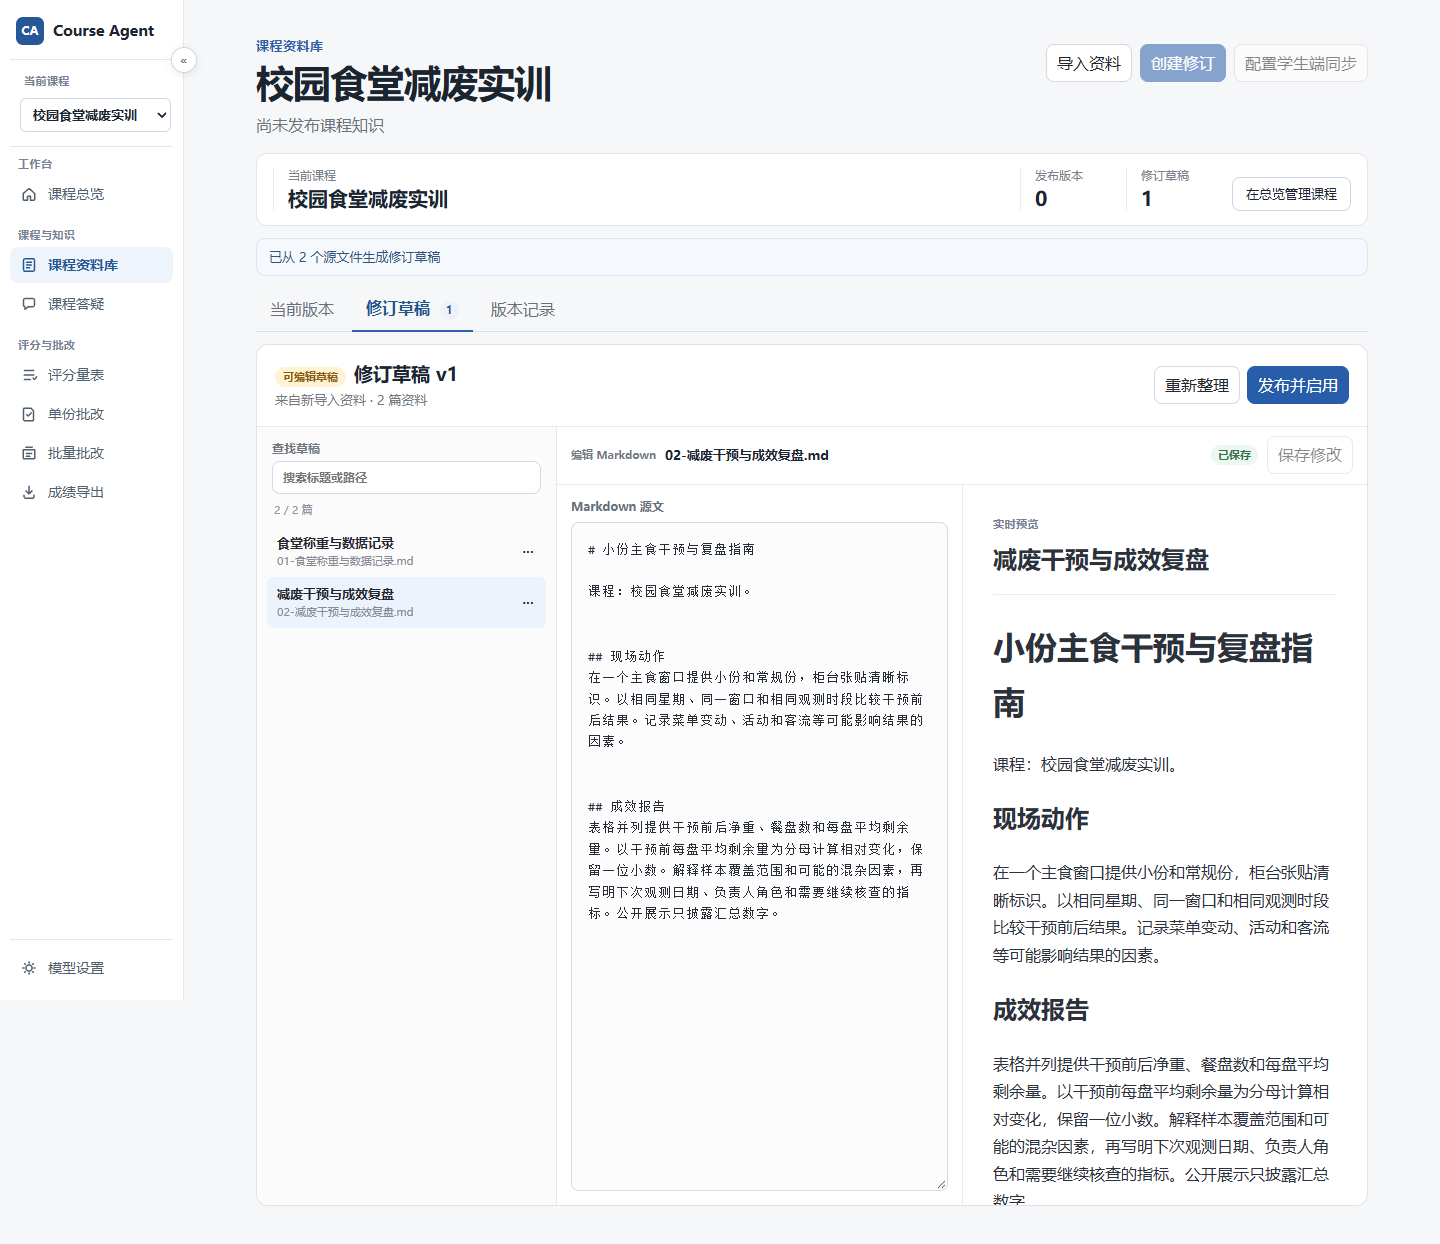 CA Course Agent
«
当前课程
校园食堂减废实训
工作台
课程总览
课程与知识
课程资料库
课程答疑
评分与批改
评分量表
单份批改
批量批改
成绩导出
模型设置
课程资料库
校园食堂减废实训
尚未发布课程知识
导入资料
创建修订
配置学生端同步
当前课程
校园食堂减废实训
发布版本
0
修订草稿
1
在总览管理课程
已从 2 个源文件生成修订草稿
当前版本
修订草稿 1
版本记录
可编辑草稿 修订草稿 v1
来自新导入资料 · 2 篇资料
重新整理
发布并启用
查找草稿
搜索标题或路径
2 / 2 篇
食堂称重与数据记录
01-食堂称重与数据记录.md
...
减废干预与成效复盘
02-减废干预与成效复盘.md
...
编辑 Markdown 02-减废干预与成效复盘.md
已保存
保存修改
Markdown 源文
# 小份主食干预与复盘指南
课程：校园食堂减废实训。
## 现场动作
在一个主食窗口提供小份和常规份，柜台张贴清晰标
识。以相同星期、同一窗口和相同观测时段比较干预前
后结果。记录菜单变动、活动和客流等可能影响结果的
因素。
## 成效报告
表格并列提供干预前后净重、餐盘数和每盘平均剩余
量。以干预前每盘平均剩余量为分母计算相对变化，保
留一位小数。解释样本覆盖范围和可能的混杂因素，再
写明下次观测日期、负责人角色和需要继续核查的指
标。公开展示只披露汇总数字。
实时预览
减废干预与成效复盘
小份主食干预与复盘指
南
课程：校园食堂减废实训。
现场动作
在一个主食窗口提供小份和常规份，柜台张贴清
晰标识。以相同星期、同一窗口和相同观测时段
比较干预前后结果。记录菜单变动、活动和客流
等可能影响结果的因素。
成效报告
表格并列提供干预前后净重、餐盘数和每盘平均
剩余量。以干预前每盘平均剩余量为分母计算相
对变化，保留一位小数。解释样本覆盖范围和可
能的混杂因素，再写明下次观测日期、负责人角
色和需要继续核查的指标。公开展示只披露汇总
数字